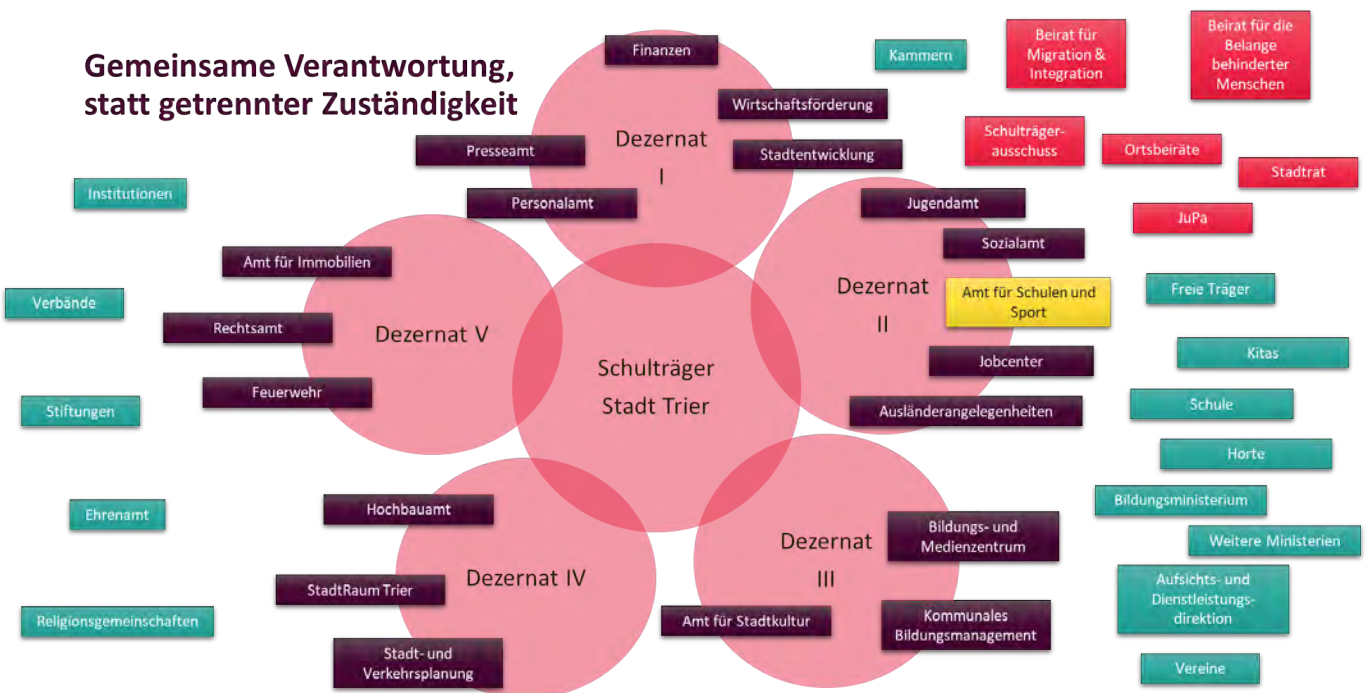 Gemeinsame Verantwortung,
statt getrennter Zuständigkeit
Finanzen
Wirtschaftsförderung
Dezernat
I
Presseamt
Stadtentwicklung
Personalamt
Kammern
Beirat für
Migration &
Integration
Beirat für die
Belange
behinderter
Menschen
Schulträger-
ausschuss
Ortsbeiräte
Stadtrat
JuPa
Institutionen
Verbände
Stiftungen
Ehrenamt
Religionsgemeinschaften
Amt für Immobilien
Rechtsamt
Dezernat V
Feuerwehr
Schulträger
Stadt Trier
Jugendamt
Sozialamt
Dezernat
II
Amt für Schulen und
Sport
Jobcenter
Ausländerangelegenheiten
Freie Träger
Kitas
Schule
Horte
Bildungsministerium
Weitere Ministerien
Aufsichts- und
Dienstleistungs-
direktion
Vereine
Hochbauamt
Dezernat IV
StadtRaum Trier
Stadt- und
Verkehrsplanung
Dezernat
III
Bildungs- und
Medienzentrum
Amt für Stadtkultur
Kommunales
Bildungsmanagement